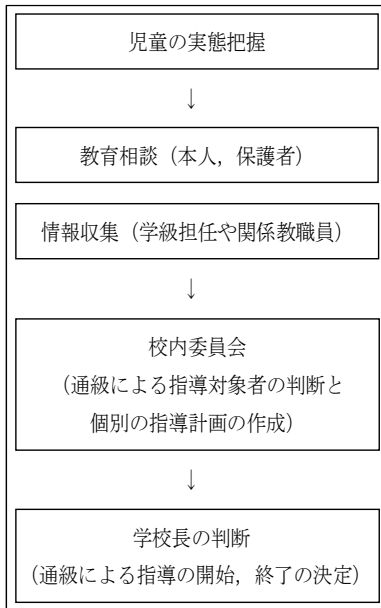 児童の実態把握
↓
教育相談（本人，保護者）
情報収集（学級担任や関係教職員）
↓
校内委員会
（通級による指導対象者の判断と
個別の指導計画の作成）
↓
学校長の判断
（通級による指導の開始，終了の決定）